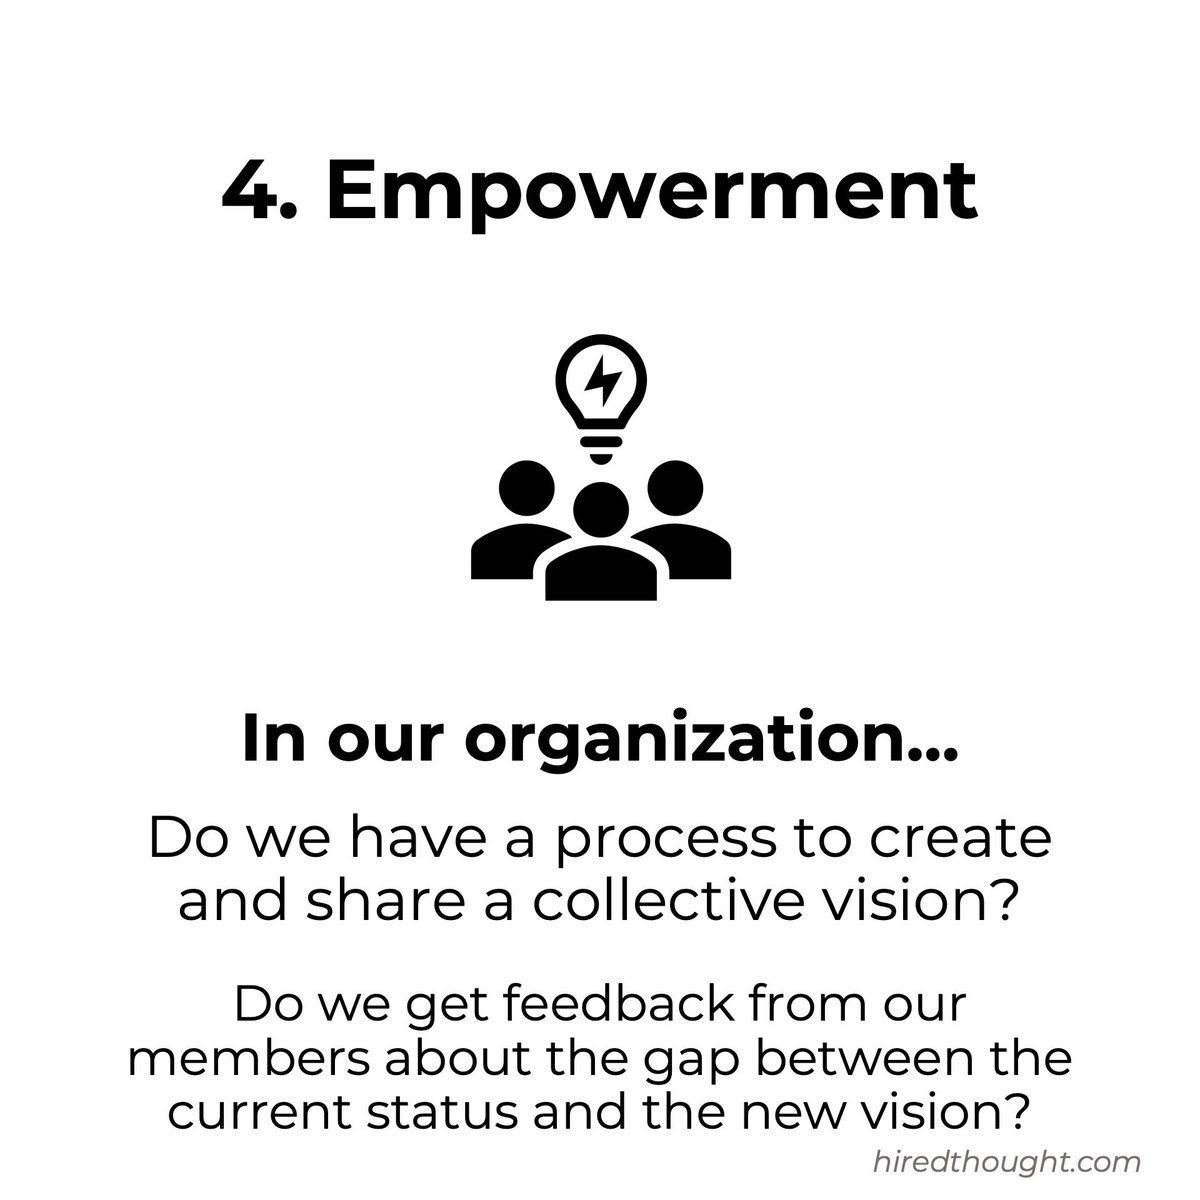 4. Empowerment
In our organization...
Do we have a process to create
and share a collective vision?
Do we get feedback from our
members about the gap between the
current status and the new vision?
hiredthought.com